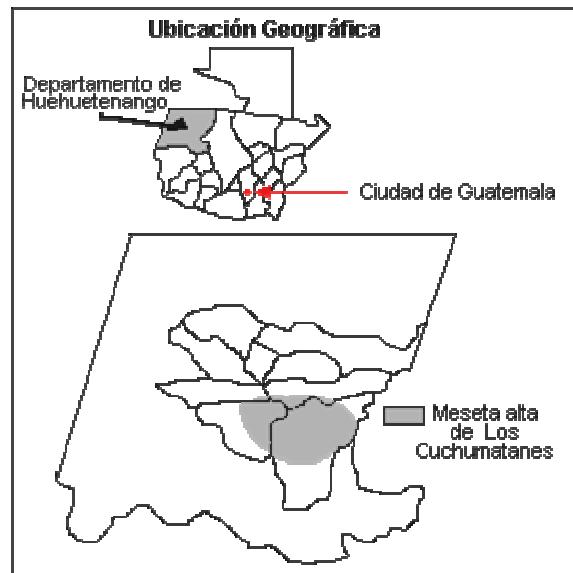 Ubicación Geográfica
Departamento de
Huehuetenango
Ciudad de Guatemala
Meseta alta
de Los
Cuchumatanes